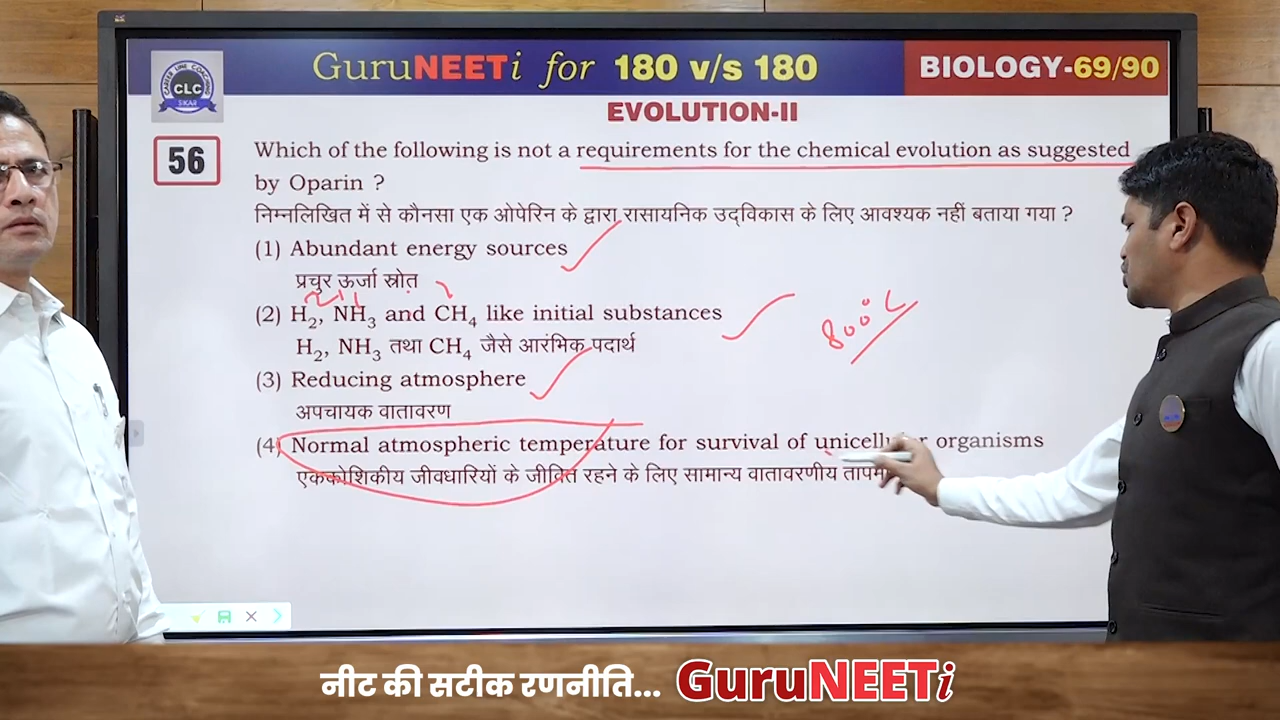 GuruNEETi for 180 v/s 180
BIOLOGY-69/90
CAREER LINE COACHING
CLC
SIKAR
EVOLUTION-II
56
Which of the following is not a requirements for the chemical evolution as suggested
by Oparin ?
निम्नलिखित में से कौनसा एक ओपेरिन के द्वारा रासायनिक उद्विकास के लिए आवश्यक नहीं बताया गया ?
(1) Abundant energy sources
प्रचुर ऊर्जा स्रोत
(2) H₂, NH₃ and CH₄ like initial substances
H₂, NH₃ तथा CH₄ जैसे आरंभिक पदार्थ
800°C
(3) Reducing atmosphere
अपचायक वातावरण
(4) Normal atmospheric temperature for survival of organisms
एककोशिकीय जीवधारियों के जीवित रहने के लिए सामान्य वातावरणीय
नीट की सटीक रणनीति... GuruNEETi